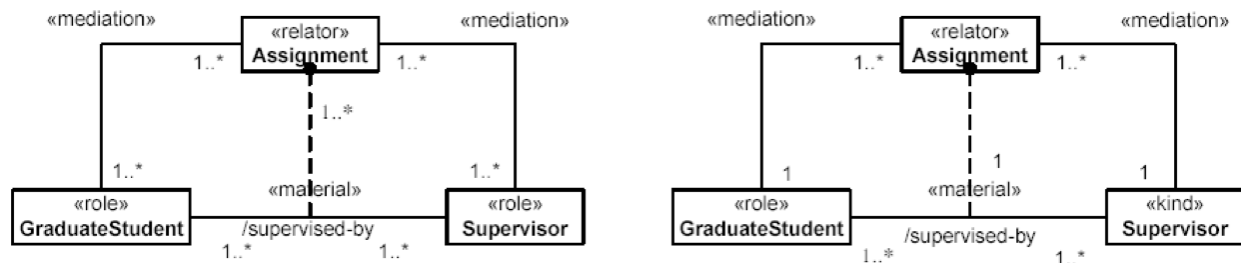 «mediation» «mediation» «mediation» «mediation»
«relator» «relator»
Assignment Assignment
1..* 1..* 1..* 1..*
1..* 
1..* 1..* 1 1 1
«material» «material»
«role» «role» «role» «kind»
GraduateStudent Supervisor GraduateStudent Supervisor
/supervised-by /supervised-by
1..* 1..* 1..* 1..*